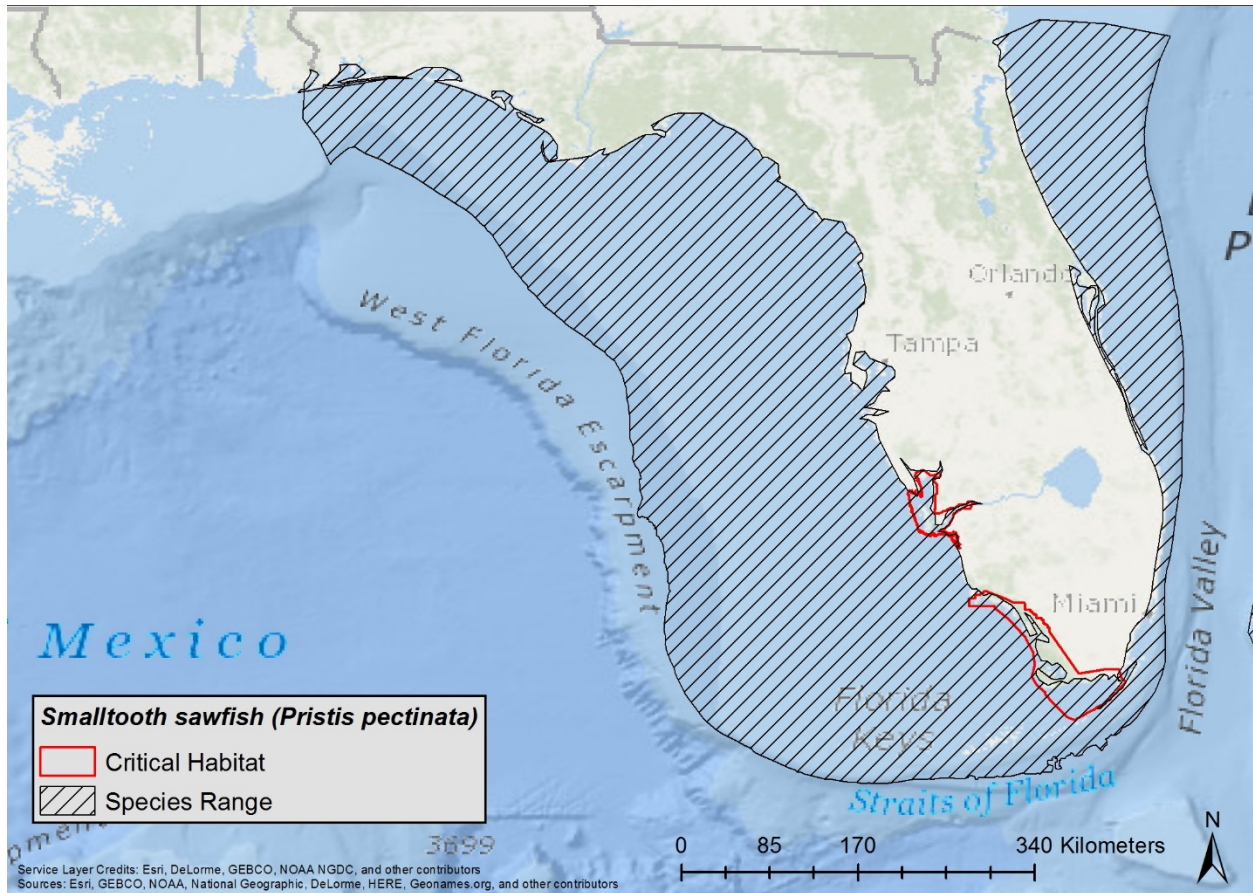 Orlando
P
Tampa
West Florida Escarpment
Miami
Florida Valley
Mexico
Florida
Keys
Straits of Florida
Smalltooth sawfish (Pristis pectinata)
Critical Habitat
Species Range
3699
0 85 170 340 Kilometers
N
Service Layer Credits: Esri, DeLorme, GEBCO, NOAA NGDC, and other contributors
Sources: Esri, GEBCO, NOAA, National Geographic, DeLorme, HERE, Geonames.org, and other contributors